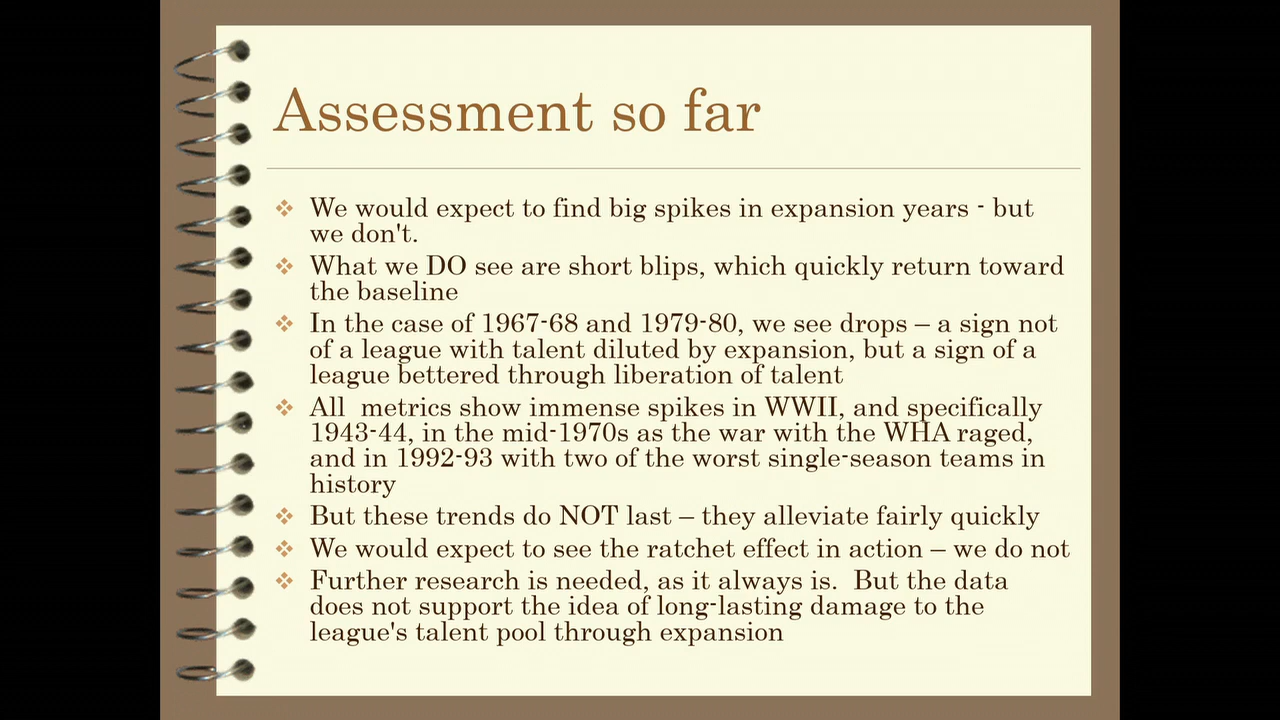 Assessment so far
We would expect to find big spikes in expansion years - but
we don't.
What we DO see are short blips, which quickly return toward
the baseline
In the case of 1967-68 and 1979-80, we see drops – a sign not
of a league with talent diluted by expansion, but a sign of a
league bettered through liberation of talent
All  metrics show immense spikes in WWII, and specifically
1943-44, in the mid-1970s as the war with the WHA raged,
and in 1992-93 with two of the worst single-season teams in
history
But these trends do NOT last – they alleviate fairly quickly
We would expect to see the ratchet effect in action – we do not
Further research is needed, as it always is.  But the data
does not support the idea of long-lasting damage to the
league's talent pool through expansion